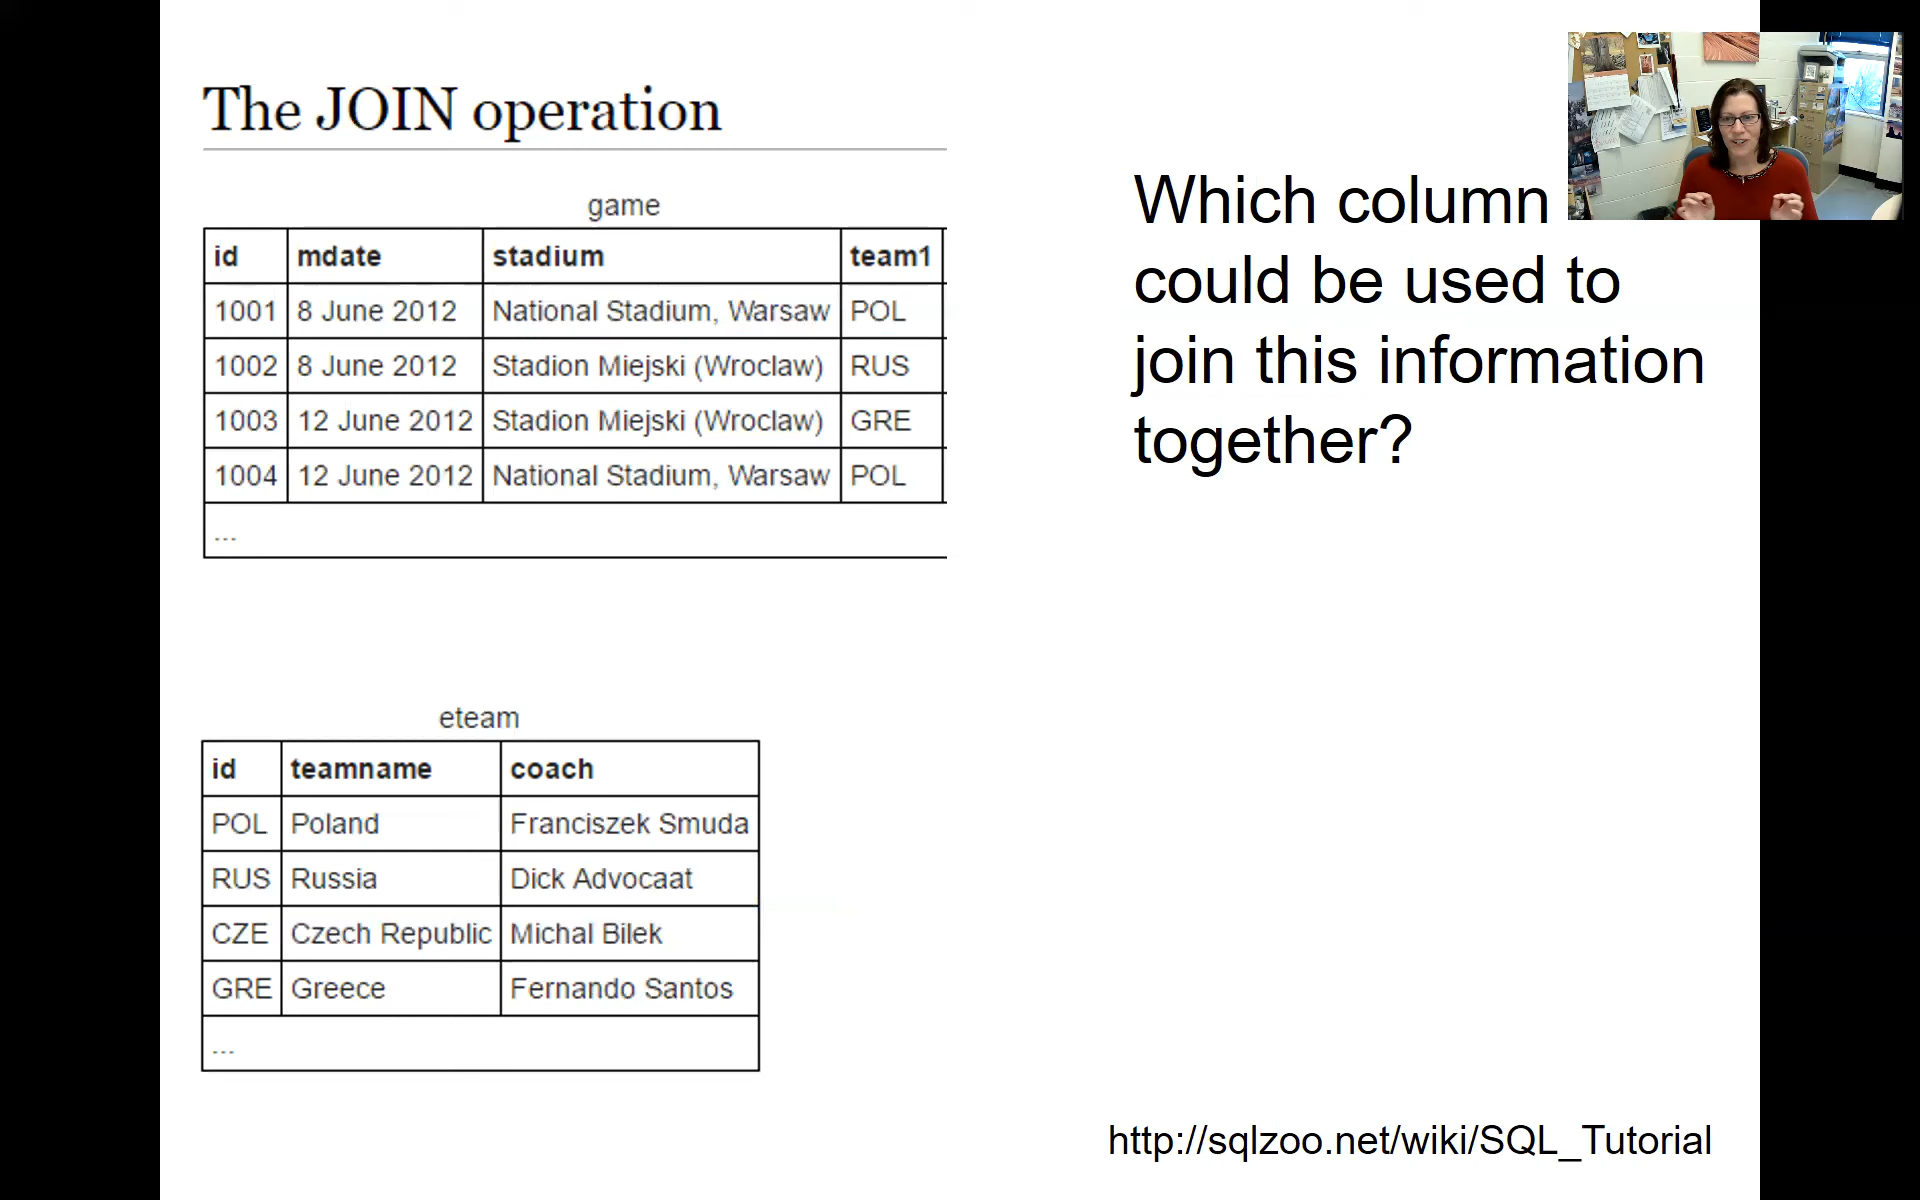 The JOIN operation
game
id mdate stadium team1
1001 8 June 2012 National Stadium, Warsaw POL
1002 8 June 2012 Stadion Miejski (Wroclaw) RUS
1003 12 June 2012 Stadion Miejski (Wroclaw) GRE
1004 12 June 2012 National Stadium, Warsaw POL
...
eteam
id teamname coach
POL Poland Franciszek Smuda
RUS Russia Dick Advocaat
CZE Czech Republic Michal Bilek
GRE Greece Fernando Santos
...
Which column
could be used to
join this information
together?
http://sqlzoo.net/wiki/SQL_Tutorial